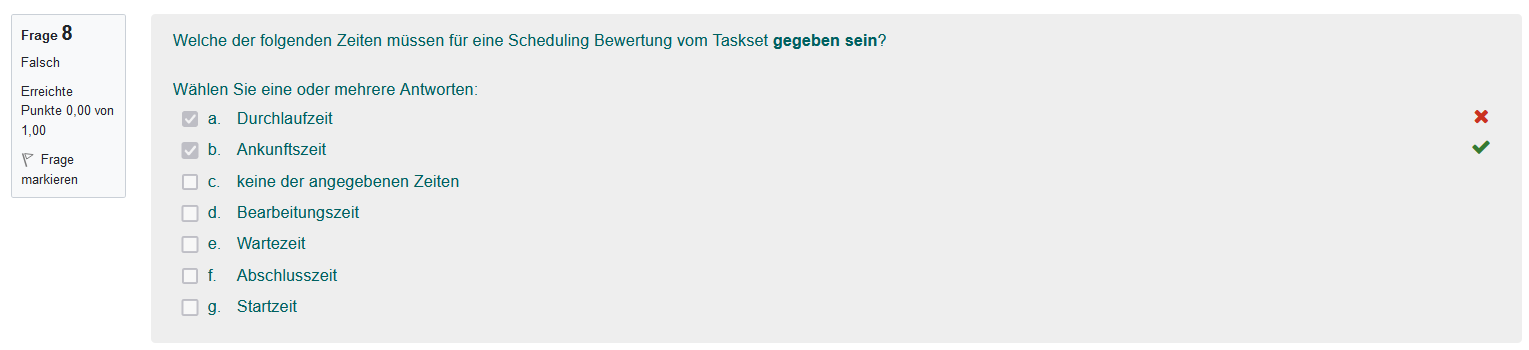 Frage 8
Falsch
Erreichte
Punkte 0,00 von
1,00
Frage
markieren
Welche der folgenden Zeiten müssen für eine Scheduling Bewertung vom Taskset gegeben sein?
Wählen Sie eine oder mehrere Antworten:
a. Durchlaufzeit
b. Ankunftszeit
c. keine der angegebenen Zeiten
d. Bearbeitungszeit
e. Wartezeit
f. Abschlusszeit
g. Startzeit